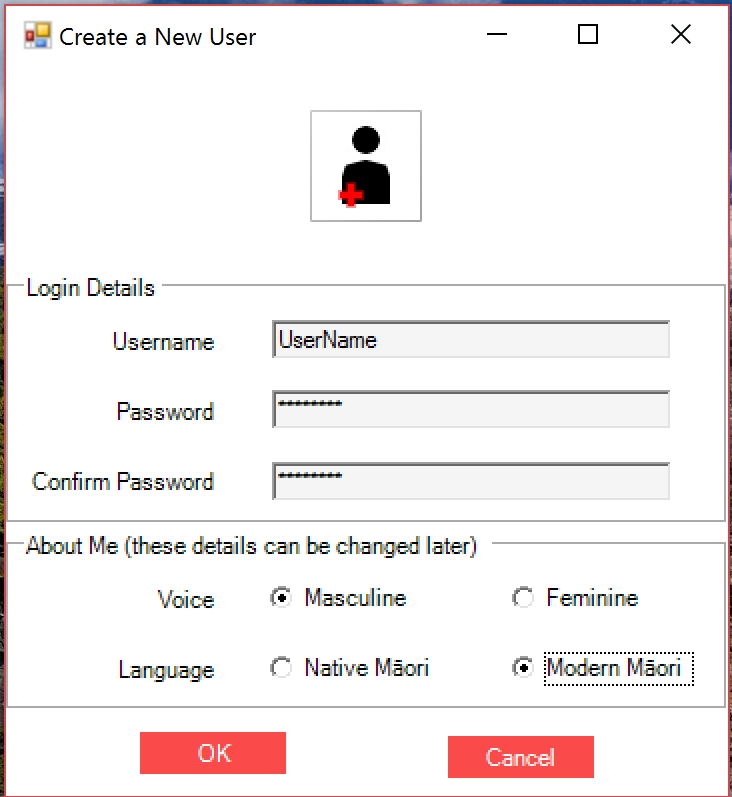 Create a New User
Login Details
Username UserName
Password ********
Confirm Password ********
About Me (these details can be changed later)
Voice Masculine Feminine
Language Native Māori Modern Māori
OK Cancel